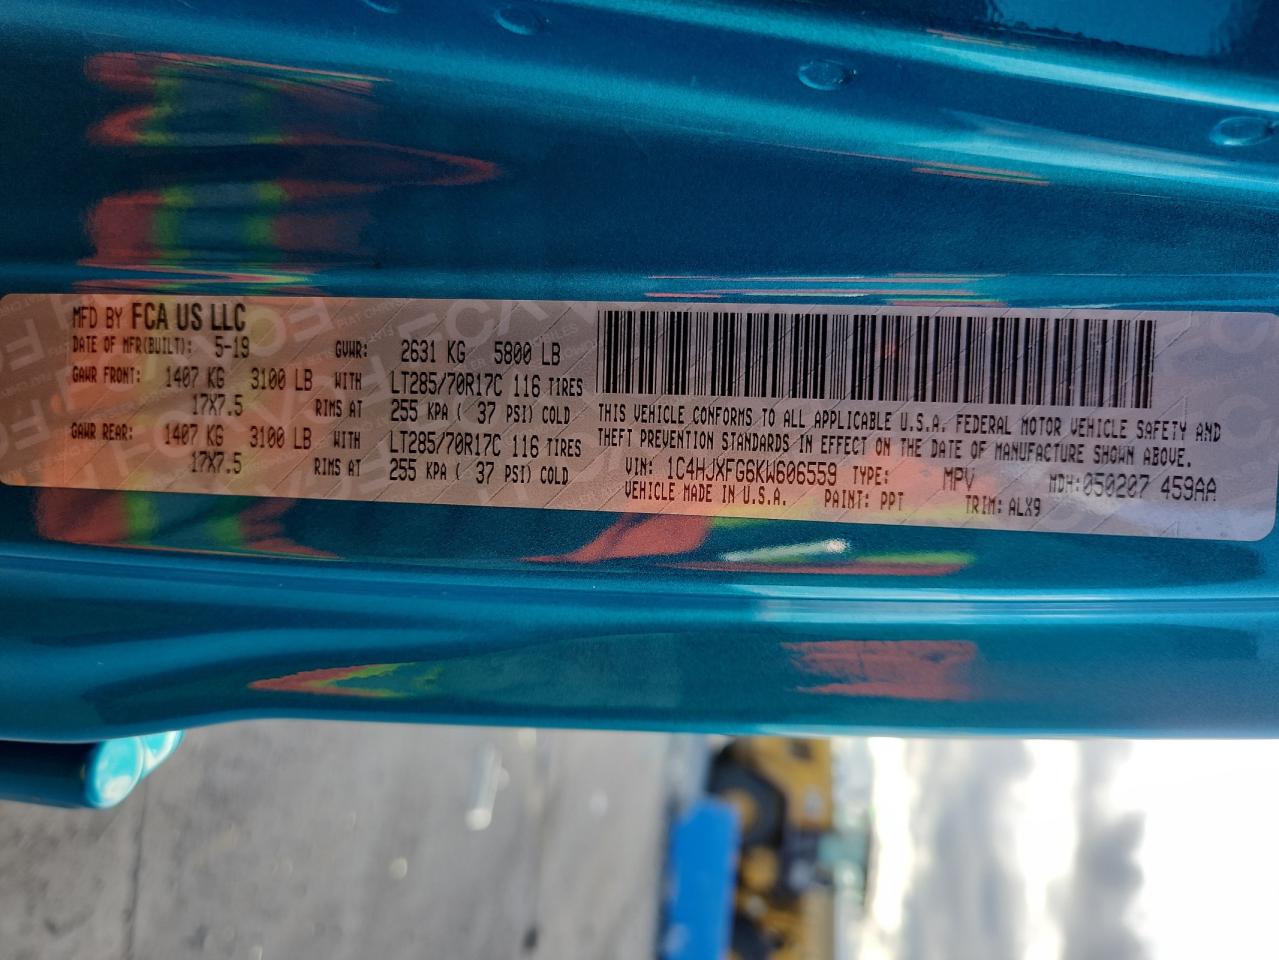 MFD BY FCA US LLC
DATE OF MFR(BUILT): 5-19 GVWR: 2631 KG 5800 LB
GAWR FRONT: 1407 KG 3100 LB WITH LT285/70R17C 116 TIRES
17X7.5 RIMS AT 255 KPA ( 37 PSI) COLD
GAWR REAR: 1407 KG 3100 LB WITH LT285/70R17C 116 TIRES
17X7.5 RIMS AT 255 KPA ( 37 PSI) COLD
THIS VEHICLE CONFORMS TO ALL APPLICABLE U.S.A. FEDERAL MOTOR VEHICLE SAFETY AND
THEFT PREVENTION STANDARDS IN EFFECT ON THE DATE OF MANUFACTURE SHOWN ABOVE.
VIN: 1C4HJXFG6KW606559 TYPE: MPV MDH:050207 459AA
VEHICLE MADE IN U.S.A. PAINT: PPT TRIM: ALX9